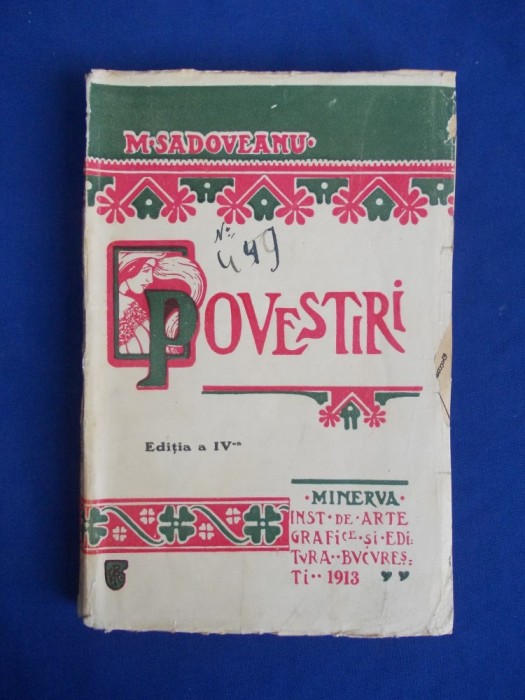 M·SADOVEANU·
No:
449
POVESTIRI
Ediția a IV-a
·MINERVA·
INST·DE·ARTE
GRAFICE·ȘI·EDI:
TURA··BUCUREȘ:
TI··1913